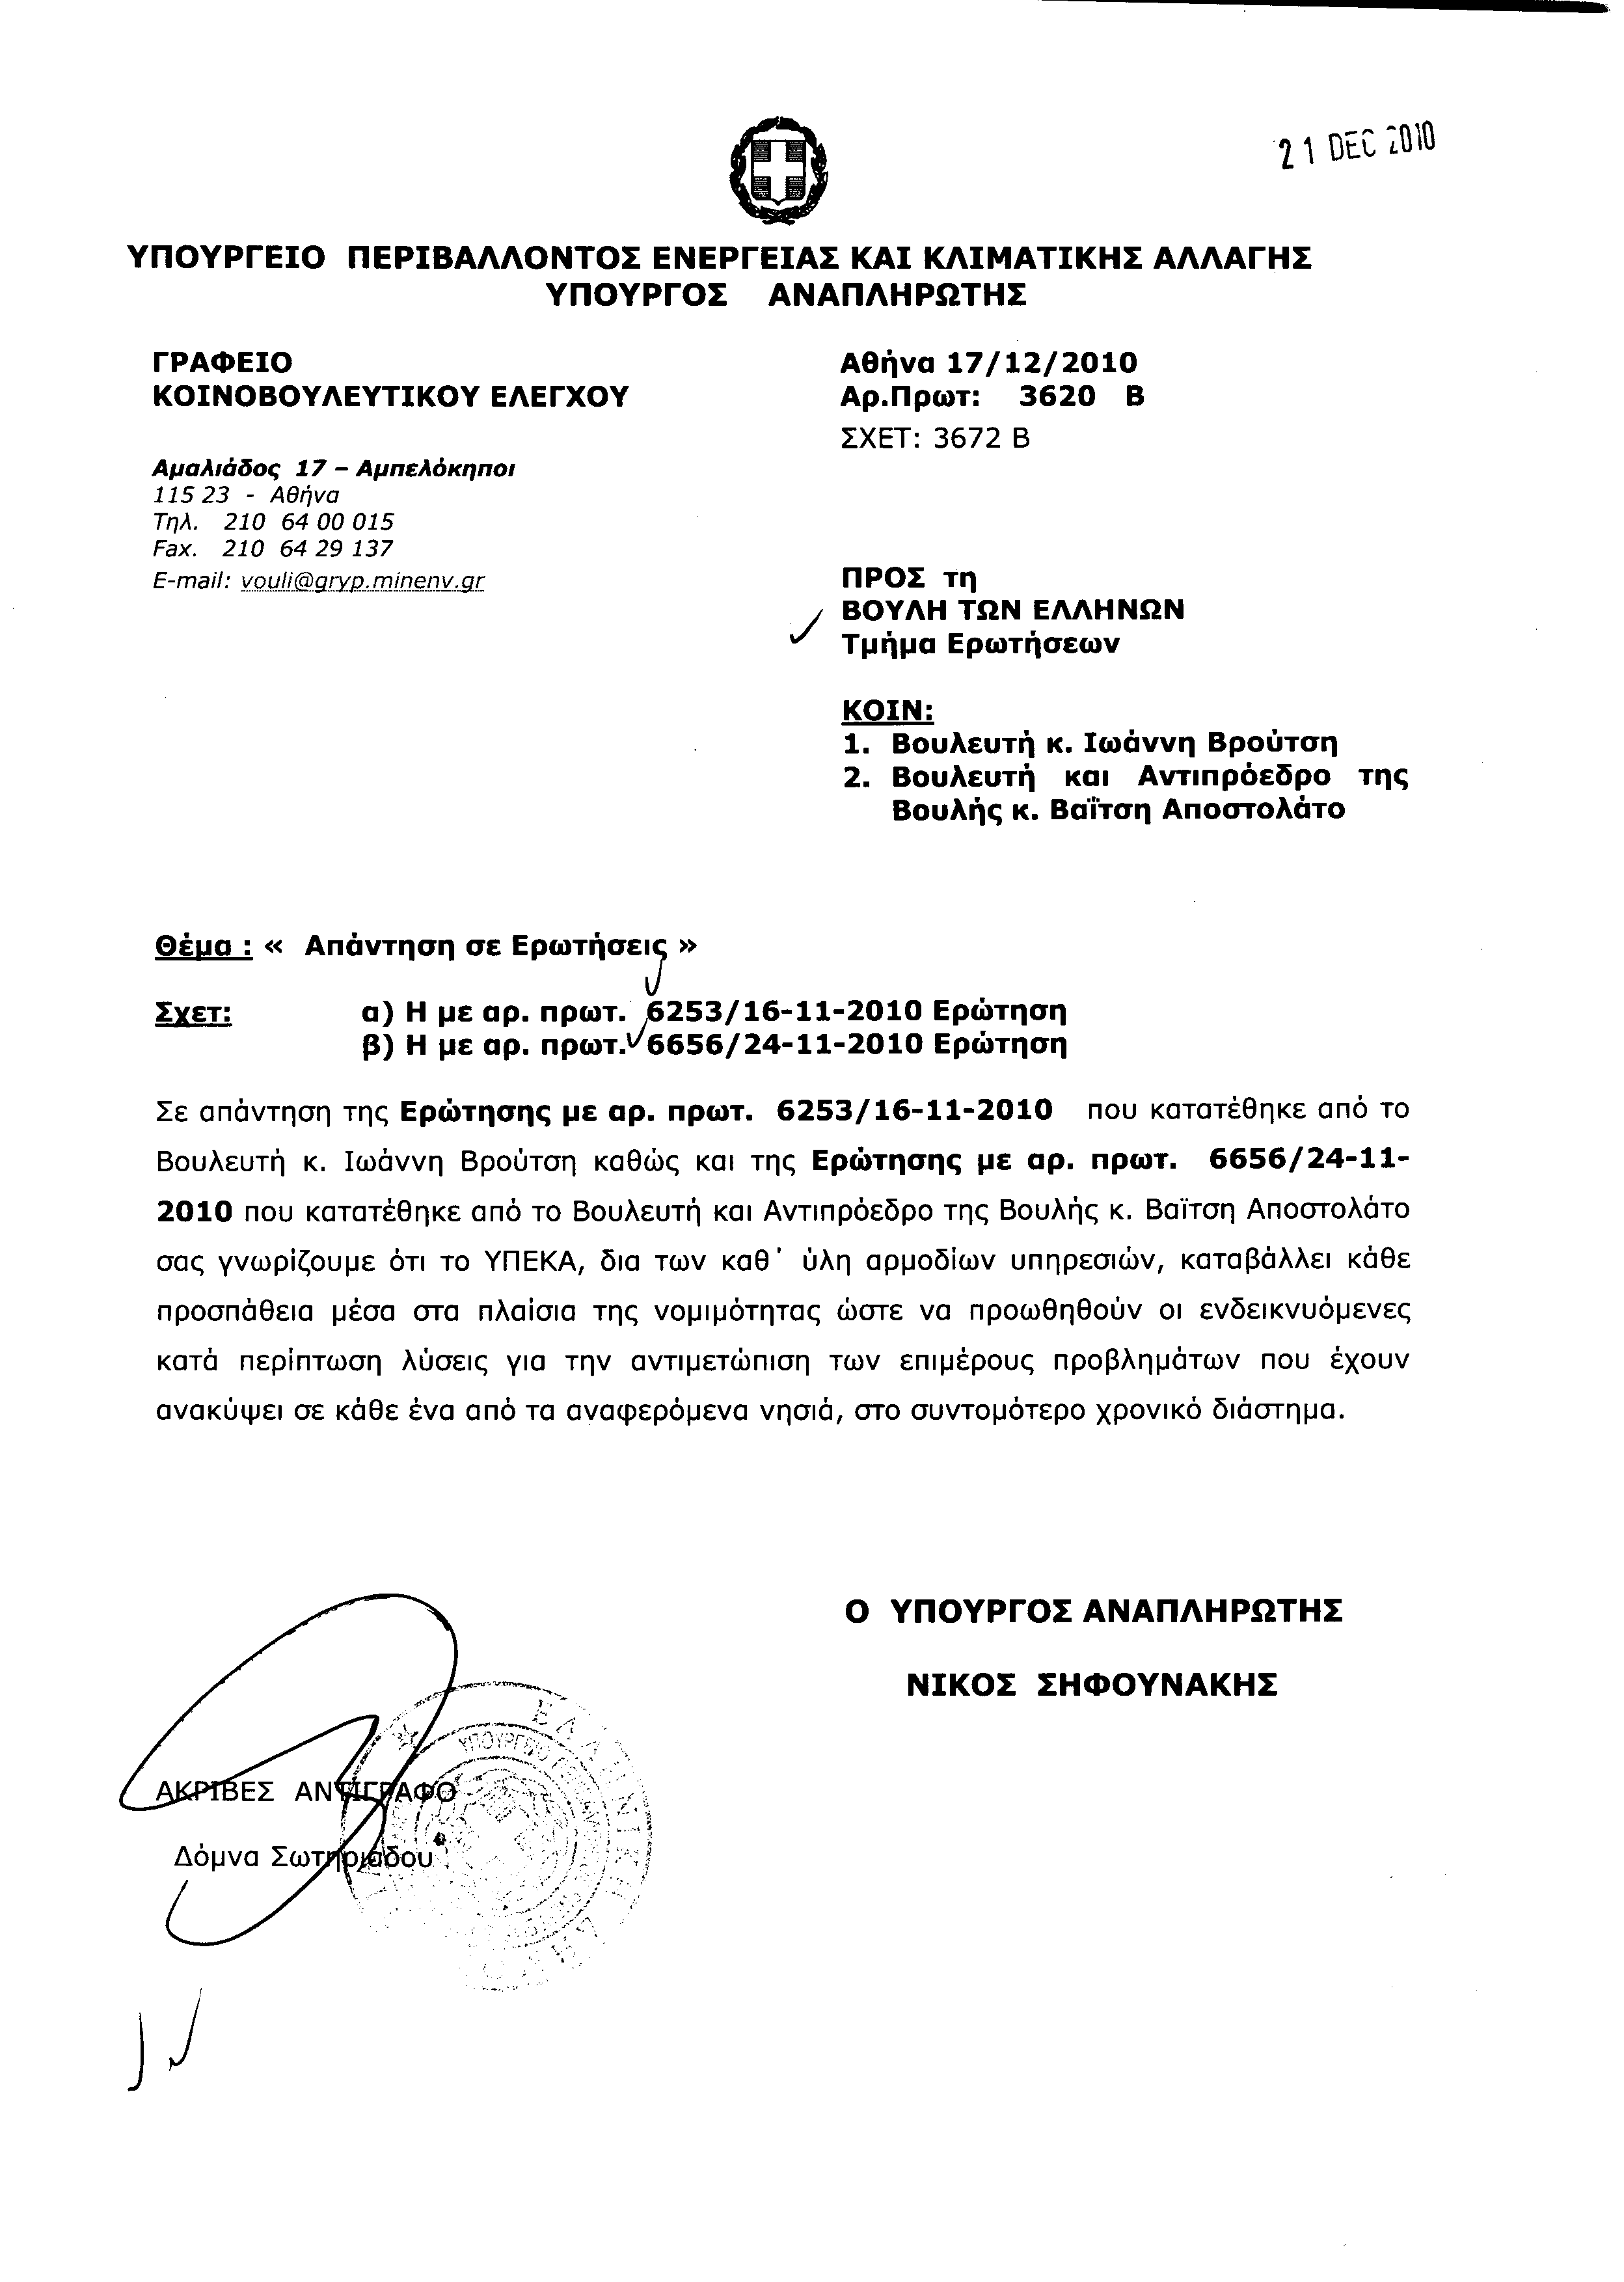 21 DEC 2010
ΥΠΟΥΡΓΕΙΟ ΠΕΡΙΒΑΛΛΟΝΤΟΣ ΕΝΕΡΓΕΙΑΣ ΚΑΙ ΚΛΙΜΑΤΙΚΗΣ ΑΛΛΑΓΗΣ
ΥΠΟΥΡΓΟΣ ΑΝΑΠΛΗΡΩΤΗΣ
ΓΡΑΦΕΙΟ
ΚΟΙΝΟΒΟΥΛΕΥΤΙΚΟΥ ΕΛΕΓΧΟΥ
Αθήνα 17/12/2010
Αρ.Πρωτ: 3620 Β
ΣΧΕΤ: 3672 Β
Αμαλιάδος 17 – Αμπελόκηποι
115 23 - Αθήνα
Τηλ. 210 64 00 015
Fax. 210 64 29 137
E-mail: vouli@gryp.minenv.gr
ΠΡΟΣ τη
ΒΟΥΛΗ ΤΩΝ ΕΛΛΗΝΩΝ
Τμήμα Ερωτήσεων
ΚΟΙΝ:
1. Βουλευτή κ. Ιωάννη Βρούτση
2. Βουλευτή και Αντιπρόεδρο της
Βουλής κ. Βαΐτση Αποστολάτο
Θέμα : « Απάντηση σε Ερωτήσεις »
Σχετ: α) Η με αρ. πρωτ. 6253/16-11-2010 Ερώτηση
β) Η με αρ. πρωτ. 6656/24-11-2010 Ερώτηση
Σε απάντηση της Ερώτησης με αρ. πρωτ. 6253/16-11-2010 που κατατέθηκε από το
Βουλευτή κ. Ιωάννη Βρούτση καθώς και της Ερώτησης με αρ. πρωτ. 6656/24-11-
2010 που κατατέθηκε από το Βουλευτή και Αντιπρόεδρο της Βουλής κ. Βαΐτση Αποστολάτο
σας γνωρίζουμε ότι το ΥΠΕΚΑ, δια των καθ' ύλη αρμοδίων υπηρεσιών, καταβάλλει κάθε
προσπάθεια μέσα στα πλαίσια της νομιμότητας ώστε να προωθηθούν οι ενδεικνυόμενες
κατά περίπτωση λύσεις για την αντιμετώπιση των επιμέρους προβλημάτων που έχουν
ανακύψει σε κάθε ένα από τα αναφερόμενα νησιά, στο συντομότερο χρονικό διάστημα.
Ο ΥΠΟΥΡΓΟΣ ΑΝΑΠΛΗΡΩΤΗΣ
ΝΙΚΟΣ ΣΗΦΟΥΝΑΚΗΣ
ΑΚΡΙΒΕΣ ΑΝΤΙΓΡΑΦΟ
Δόμνα Σωτηριάδου